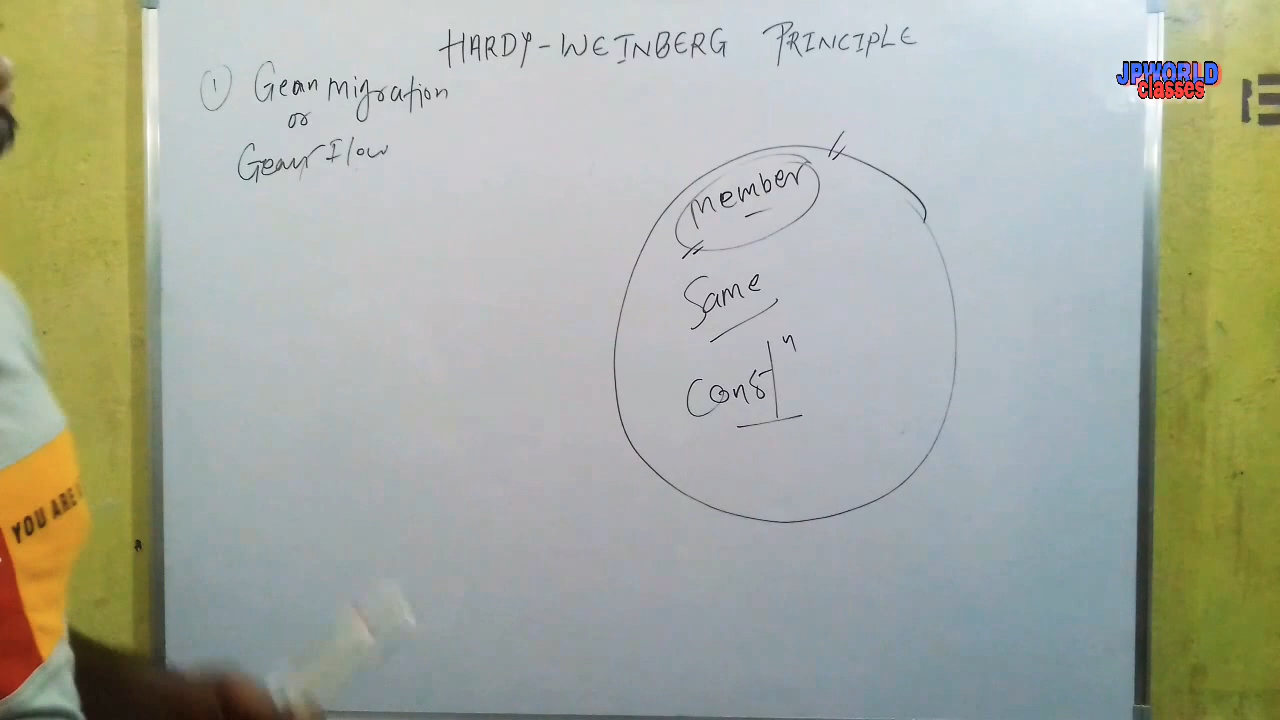 HARDY-WEINBERG PRINCIPLE
① Gean migration
or
Gean Flow
member
Same
Const
JPWORLD
classes
YOU ARE